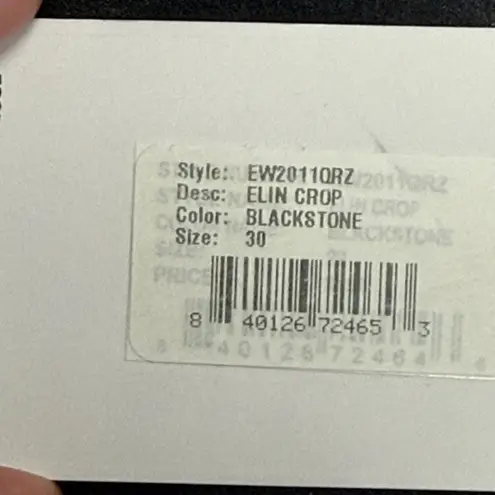 Style: EW2011QRZ
Desc: ELIN CROP
Color: BLACKSTONE
Size: 30
8 40126 72465 3